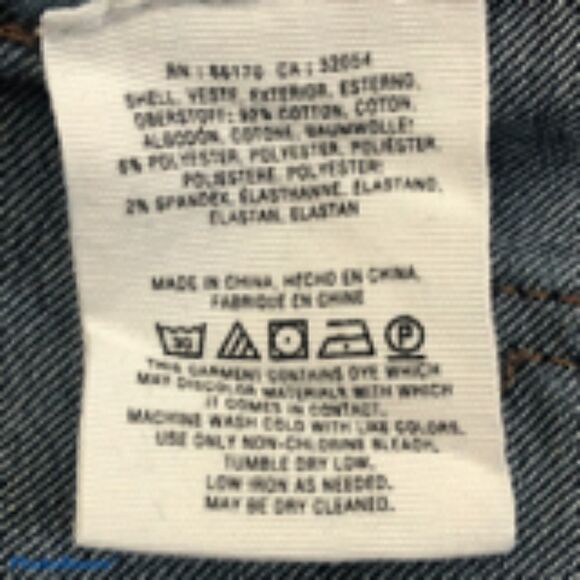 RN : 66170 CA : 32054
SHELL, VESTE, EXTERIOR, ESTERNO,
OBERSTOFF: 92% COTTON, COTON,
ALGODÓN, COTONE, BAUMWOLLE/
6% POLYESTER, POLYESTER, POLIÉSTER,
POLIESTERE, POLYESTER/
2% SPANDEX, ÉLASTHANNE, ELASTANO,
ELASTAN, ELASTAN
MADE IN CHINA, HECHO EN CHINA,
FABRIQUÉ EN CHINE
30 P
THIS GARMENT CONTAINS DYE WHICH
MAY DISCOLOR MATERIALS WITH WHICH
IT COMES IN CONTACT.
MACHINE WASH COLD WITH LIKE COLORS.
USE ONLY NON-CHLORINE BLEACH.
TUMBLE DRY LOW.
LOW IRON AS NEEDED.
MAY BE DRY CLEANED.